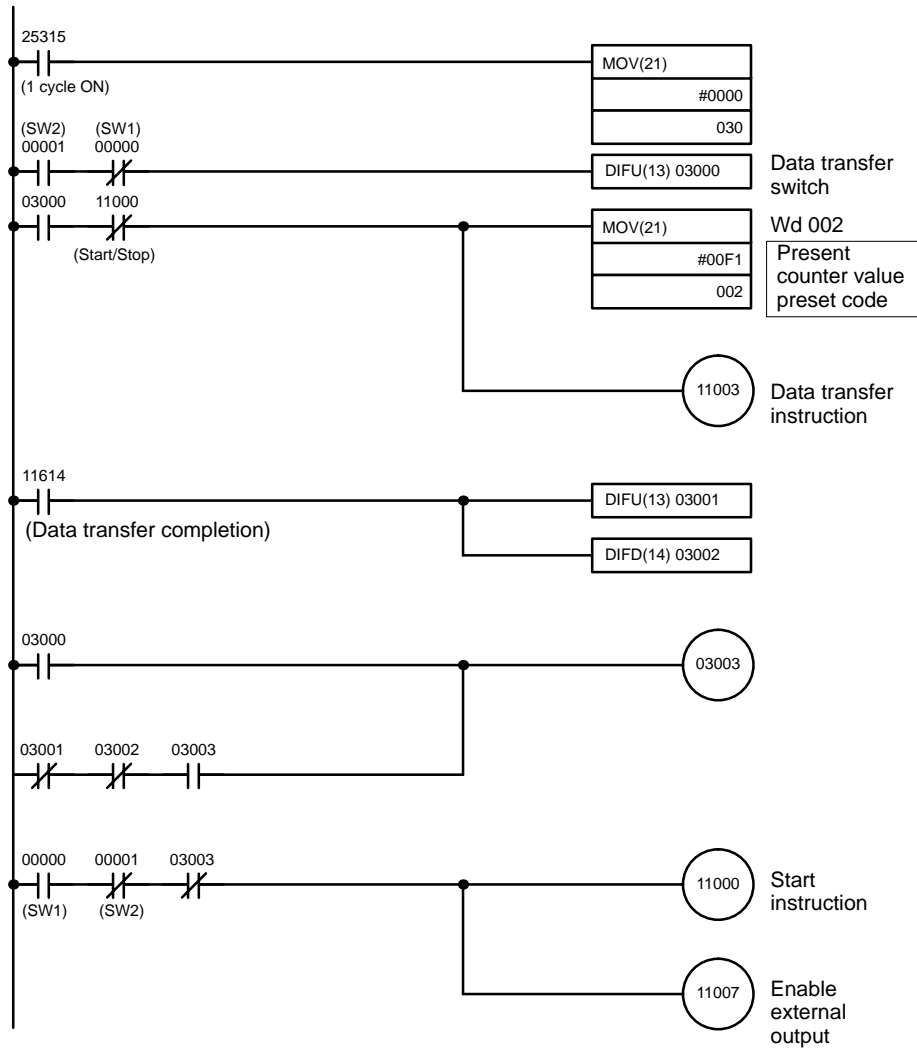 25315
(1 cycle ON)
MOV(21)
#0000
030
(SW2) (SW1)
00001 00000
DIFU(13) 03000
Data transfer
switch
03000 11000
(Start/Stop)
MOV(21)
#00F1
002
Wd 002
Present
counter value
preset code
11003
Data transfer
instruction
11614
(Data transfer completion)
DIFU(13) 03001
DIFD(14) 03002
03000
03003
03001 03002 03003
00000 00001 03003
(SW1) (SW2)
11000
Start
instruction
11007
Enable
external
output